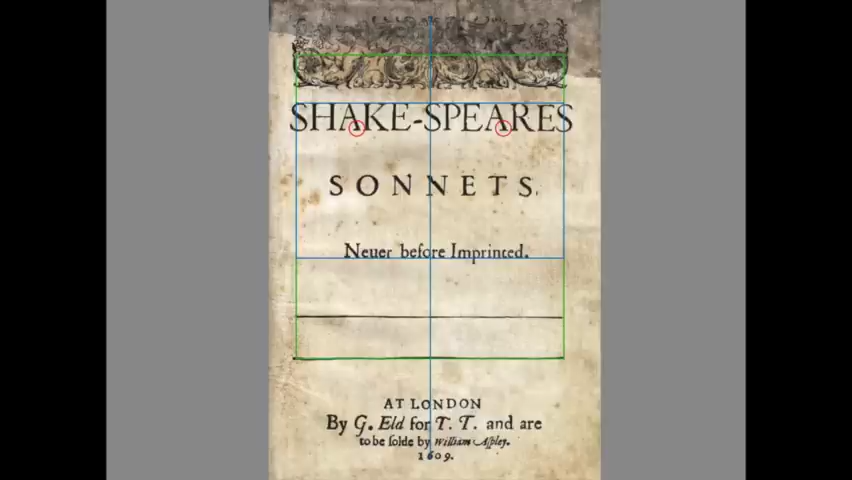 SHAKE-SPEARES
SONNETS.
Neuer before Imprinted.
AT LONDON
By G. Eld for T. T. and are
to be ſolde by William Aſpley.
1609.